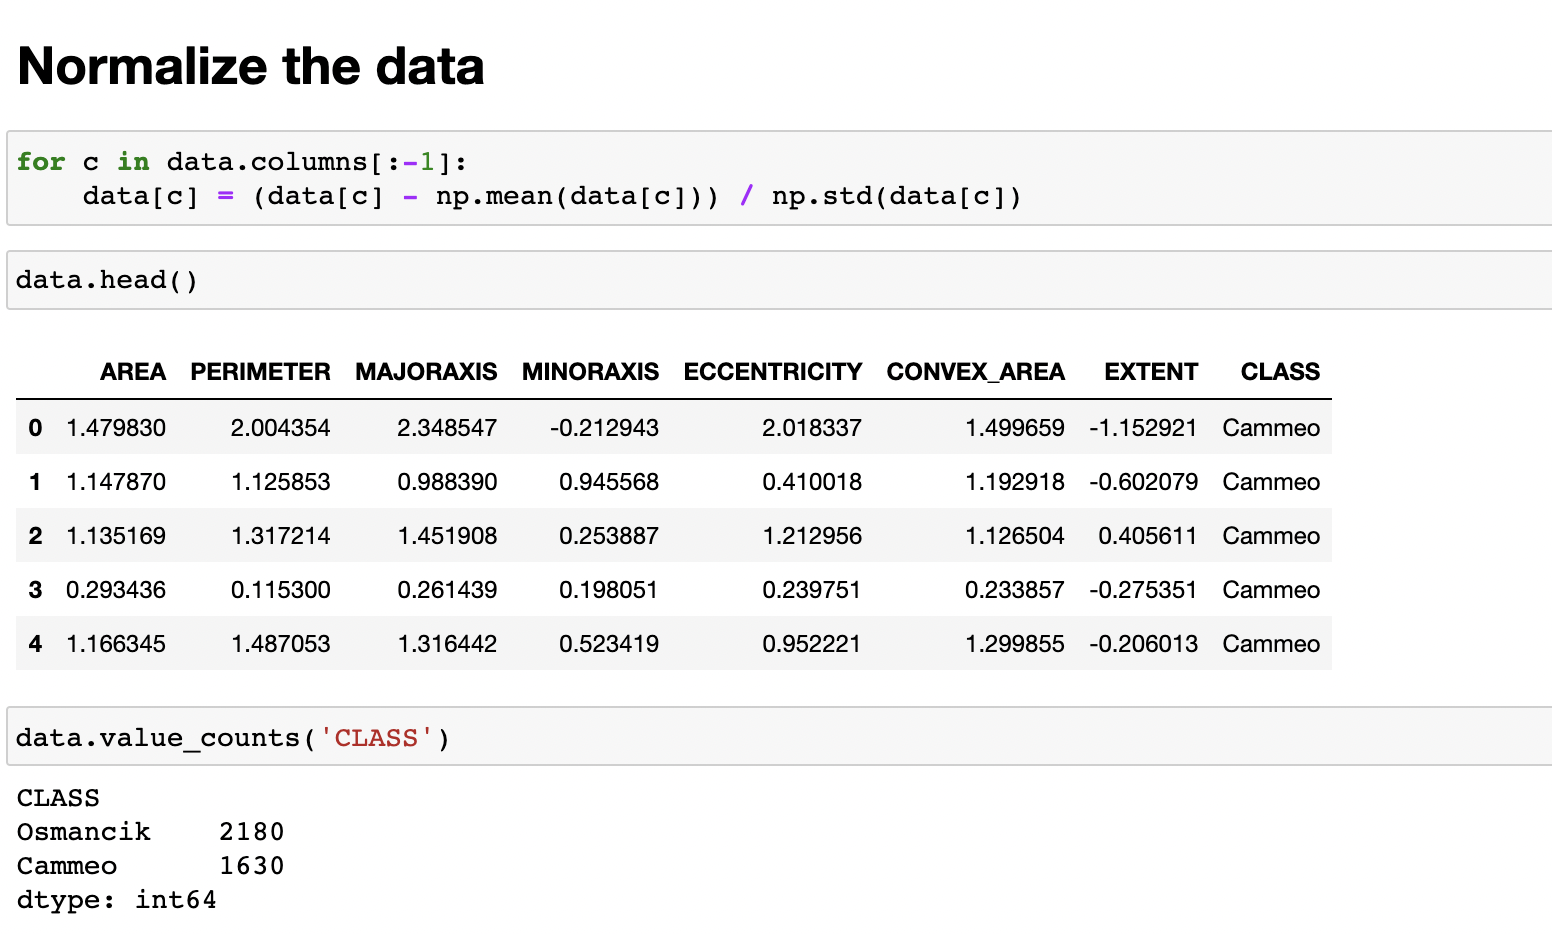 Normalize the data
for c in data.columns[:-1]:
    data[c] = (data[c] - np.mean(data[c])) / np.std(data[c])
data.head()
AREA PERIMETER MAJORAXIS MINORAXIS ECCENTRICITY CONVEX_AREA EXTENT CLASS
0 1.479830 2.004354 2.348547 -0.212943 2.018337 1.499659 -1.152921 Cammeo
1 1.147870 1.125853 0.988390 0.945568 0.410018 1.192918 -0.602079 Cammeo
2 1.135169 1.317214 1.451908 0.253887 1.212956 1.126504 0.405611 Cammeo
3 0.293436 0.115300 0.261439 0.198051 0.239751 0.233857 -0.275351 Cammeo
4 1.166345 1.487053 1.316442 0.523419 0.952221 1.299855 -0.206013 Cammeo
data.value_counts('CLASS')
CLASS
Osmancik    2180
Cammeo      1630
dtype: int64